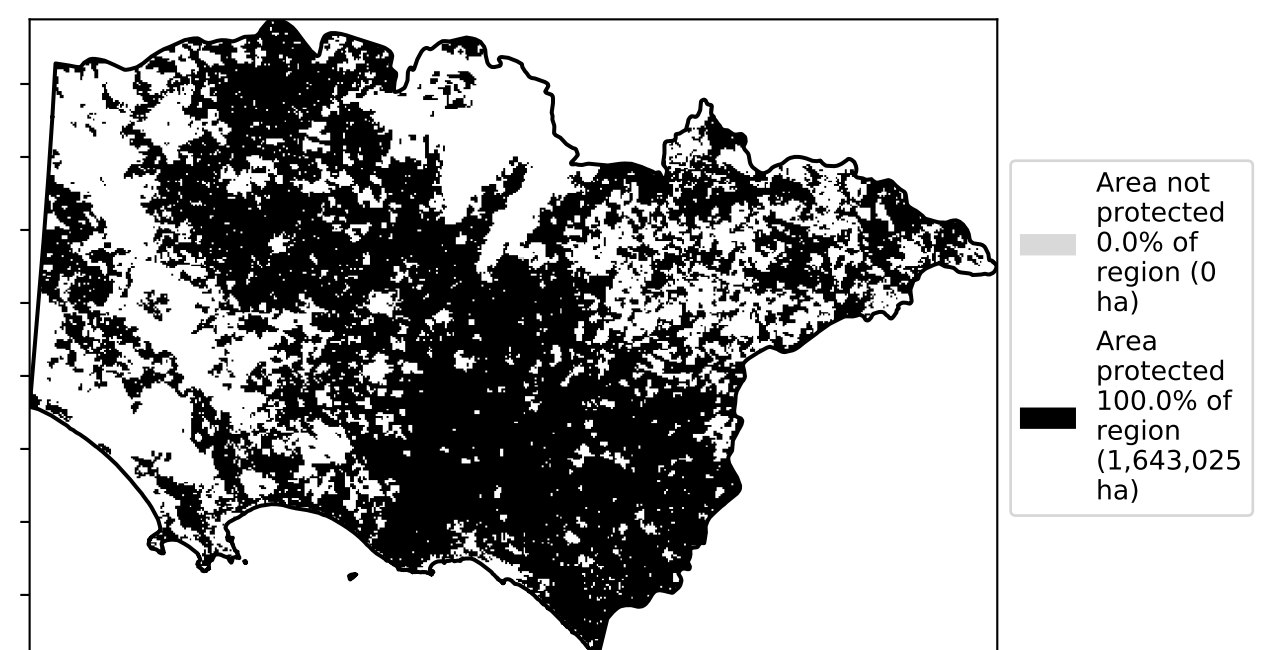 Area not
protected
0.0% of
region (0
ha)
Area
protected
100.0% of
region
(1,643,025
ha)